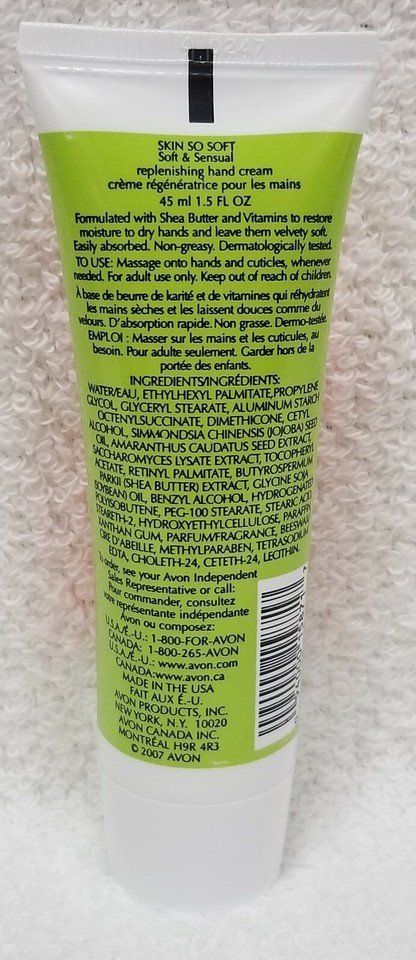 SKIN SO SOFT
Soft & Sensual
replenishing hand cream
crème régénératrice pour les mains
45 ml 1.5 FL OZ
Formulated with Shea Butter and Vitamins to restore
moisture to dry hands and leave them velvety soft.
Easily absorbed. Non-greasy. Dermatologically tested.
TO USE: Massage onto hands and cuticles, whenever
needed. For adult use only. Keep out of reach of children.
À base de beurre de karité et de vitamines qui réhydratent
les mains sèches et les laissent douces comme du
velours. D'absorption rapide. Non grasse. Dermo-testée.
EMPLOI : Masser sur les mains et les cuticules, au
besoin. Pour adulte seulement. Garder hors de la
portée des enfants.
INGREDIENTS/INGRÉDIENTS:
WATER/EAU, ETHYLHEXYL PALMITATE, PROPYLENE
GLYCOL, GLYCERYL STEARATE, ALUMINUM STARCH
OCTENYLSUCCINATE, DIMETHICONE, CETYL
ALCOHOL, SIMMONDSIA CHINENSIS (JOJOBA) SEED
OIL, AMARANTHUS CAUDATUS SEED EXTRACT,
SACCHAROMYCES LYSATE EXTRACT, TOCOPHERYL
ACETATE, RETINYL PALMITATE, BUTYROSPERMUM
PARKII (SHEA BUTTER) EXTRACT, GLYCINE SOJA
(SOYBEAN) OIL, BENZYL ALCOHOL, HYDROGENATED
POLYISOBUTENE, PEG-100 STEARATE, STEARIC ACID,
STEARETH-2, HYDROXYETHYLCELLULOSE, PARAFFIN,
XANTHAN GUM, PARFUM/FRAGRANCE, BEESWAX/
CIRE D'ABEILLE, METHYLPARABEN, TETRASODIUM
EDTA, CHOLETH-24, CETETH-24, LECITHIN.
To order, see your Avon Independent
Sales Representative or call:
Pour commander, consultez
votre représentante indépendante
Avon ou composez:
U.S.A./É.-U.: 1-800-FOR-AVON
CANADA: 1-800-265-AVON
U.S.A./É.-U.: www.avon.com
CANADA:www.avon.ca
MADE IN THE USA
FAIT AUX É.-U.
AVON PRODUCTS, INC.
NEW YORK, N.Y. 10020
AVON CANADA INC.
MONTRÉAL H9R 4R3
© 2007 AVON